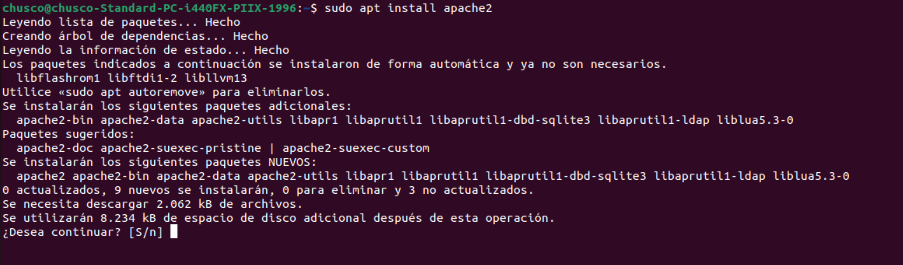 chusco@chusco-Standard-PC-i440FX-PIIX-1996:~$ sudo apt install apache2
Leyendo lista de paquetes... Hecho
Creando árbol de dependencias... Hecho
Leyendo la información de estado... Hecho
Los paquetes indicados a continuación se instalaron de forma automática y ya no son necesarios.
  libflashrom1 libftdi1-2 libllvm13
Utilice «sudo apt autoremove» para eliminarlos.
Se instalarán los siguientes paquetes adicionales:
  apache2-bin apache2-data apache2-utils libapr1 libaprutil1 libaprutil1-dbd-sqlite3 libaprutil1-ldap liblua5.3-0
Paquetes sugeridos:
  apache2-doc apache2-suexec-pristine | apache2-suexec-custom
Se instalarán los siguientes paquetes NUEVOS:
  apache2 apache2-bin apache2-data apache2-utils libapr1 libaprutil1 libaprutil1-dbd-sqlite3 libaprutil1-ldap liblua5.3-0
0 actualizados, 9 nuevos se instalarán, 0 para eliminar y 3 no actualizados.
Se necesita descargar 2.062 kB de archivos.
Se utilizarán 8.234 kB de espacio de disco adicional después de esta operación.
¿Desea continuar? [S/n]